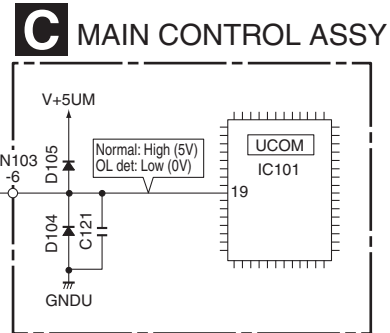 C MAIN CONTROL ASSY
V+5UM
D105
N103
-6
Normal: High (5V)
OL det: Low (0V)
UCOM
IC101
19
D104
C121
GNDU